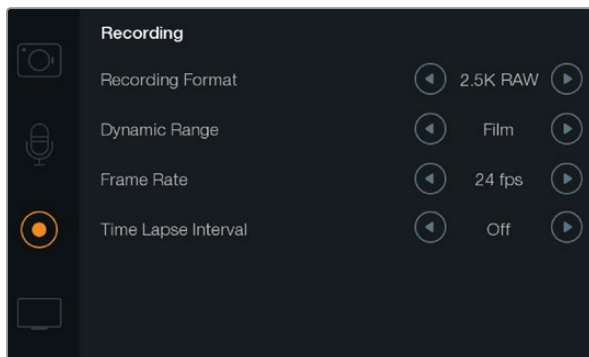 Recording
Recording Format 2.5K RAW
Dynamic Range Film
Frame Rate 24 fps
Time Lapse Interval Off